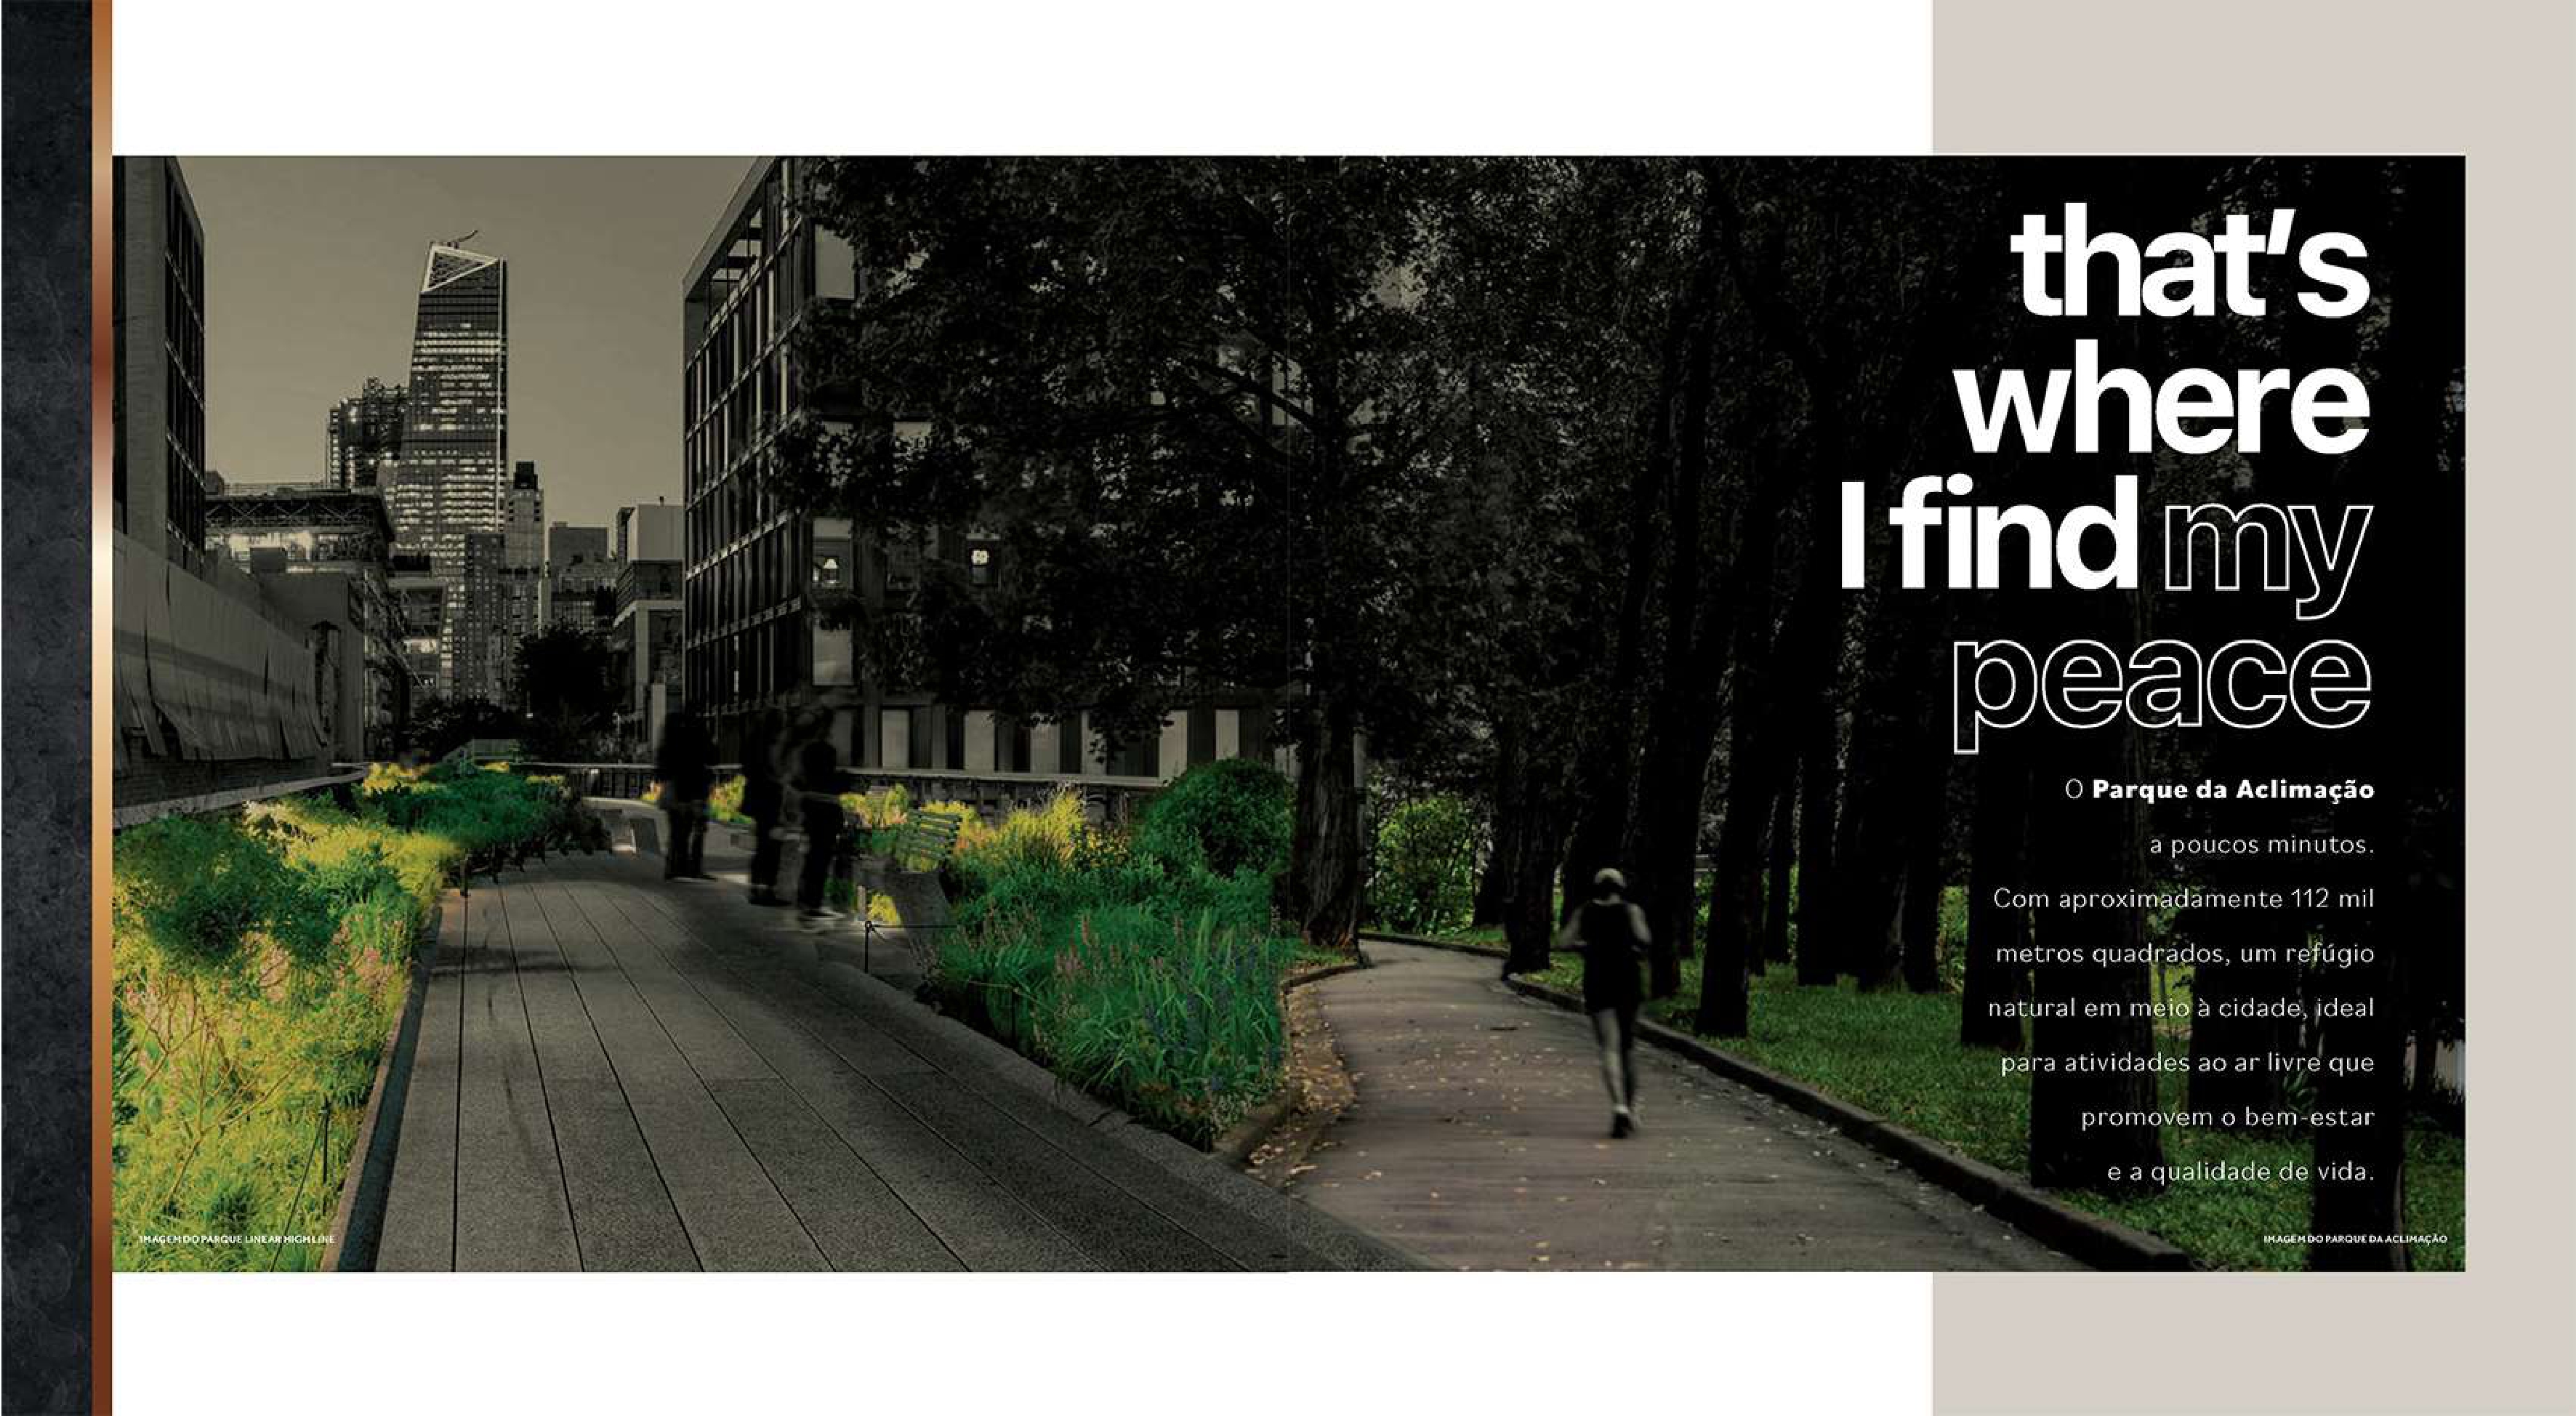 that's
where
I find my
peace
O Parque da Aclimação
a poucos minutos.
Com aproximadamente 112 mil
metros quadrados, um refúgio
natural em meio à cidade, ideal
para atividades ao ar livre que
promovem o bem-estar
e a qualidade de vida.
IMAGEM DO PARQUE LINEAR HIGH LINE
IMAGEM DO PARQUE DA ACLIMAÇÃO